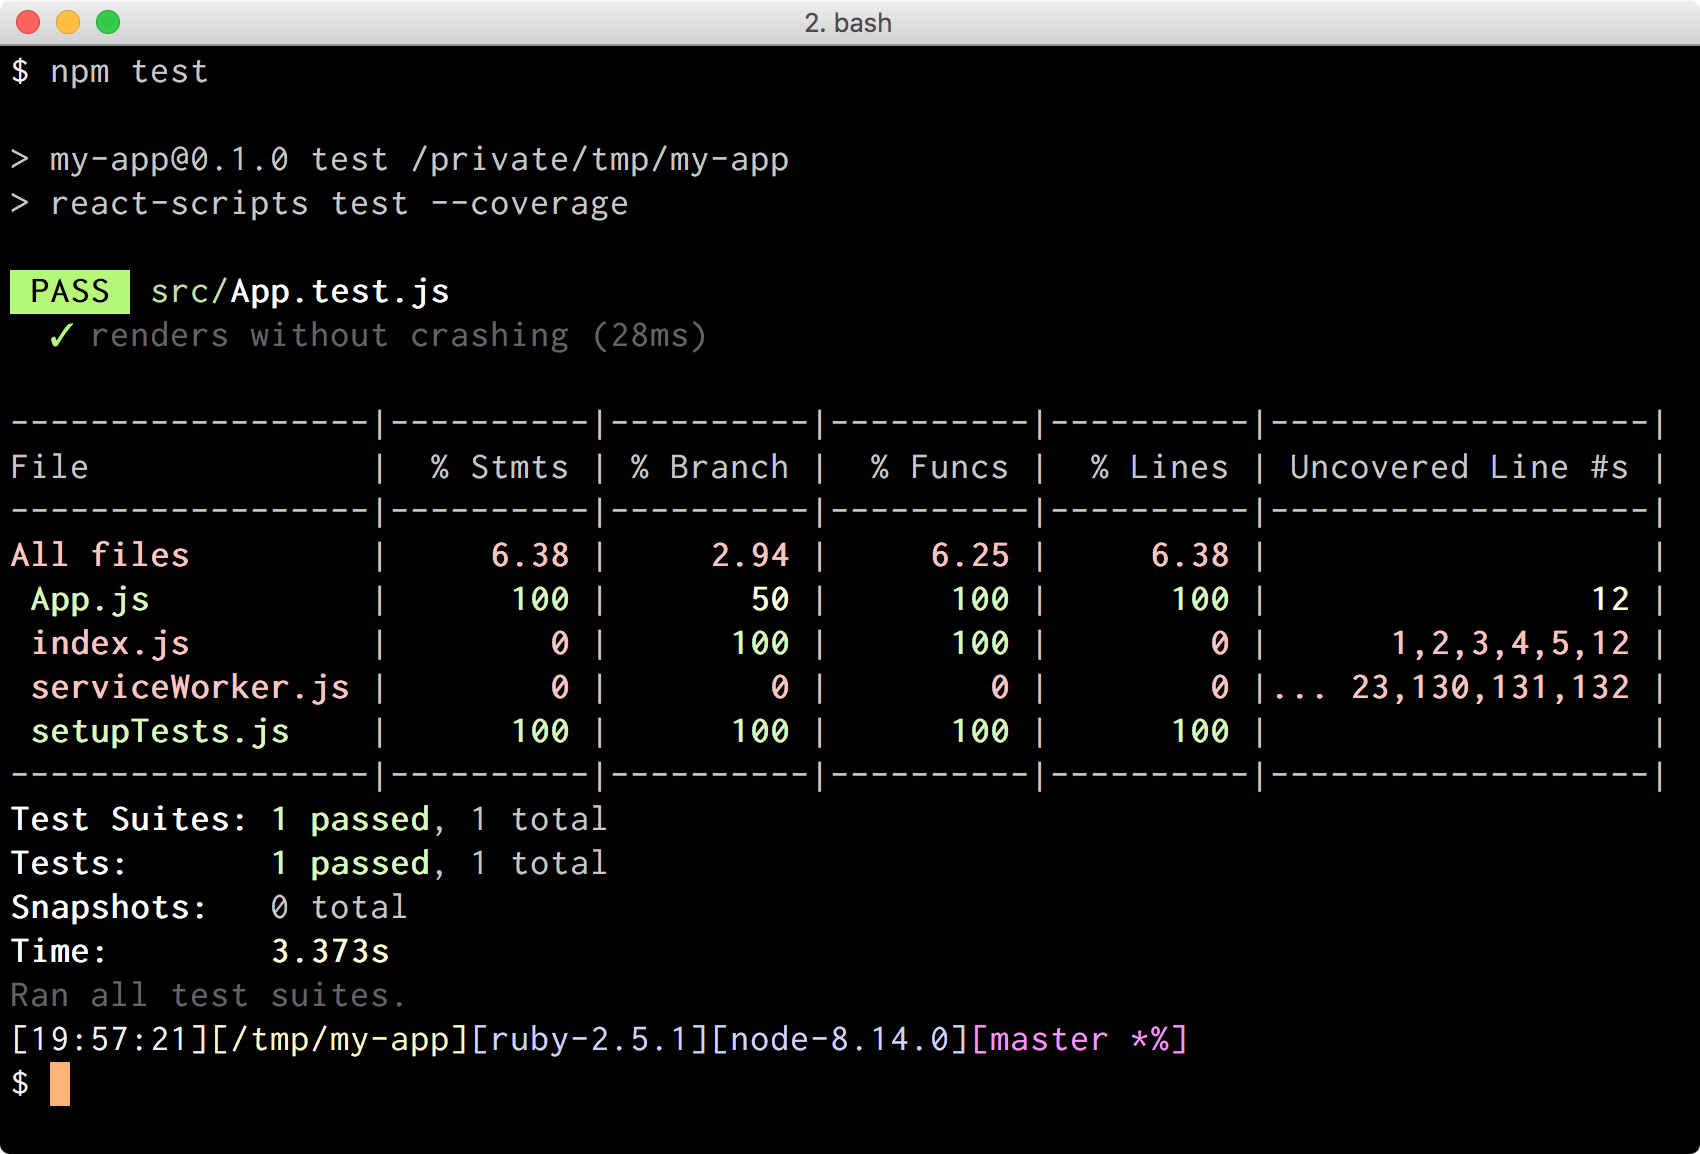 2. bash
$ npm test
> my-app@0.1.0 test /private/tmp/my-app
> react-scripts test --coverage
PASS src/App.test.js
✓ renders without crashing (28ms)
------------------|----------|----------|----------|----------|-------------------|
File              |  % Stmts | % Branch |  % Funcs |  % Lines | Uncovered Line #s |
------------------|----------|----------|----------|----------|-------------------|
All files         |     6.38 |     2.94 |     6.25 |     6.38 |                   |
 App.js           |      100 |       50 |      100 |      100 |                12 |
 index.js         |        0 |      100 |      100 |        0 |      1,2,3,4,5,12 |
 serviceWorker.js |        0 |        0 |        0 |        0 |... 23,130,131,132 |
 setupTests.js    |      100 |      100 |      100 |      100 |                   |
------------------|----------|----------|----------|----------|-------------------|
Test Suites: 1 passed, 1 total
Tests:       1 passed, 1 total
Snapshots:   0 total
Time:        3.373s
Ran all test suites.
[19:57:21][/tmp/my-app][ruby-2.5.1][node-8.14.0][master *%]
$